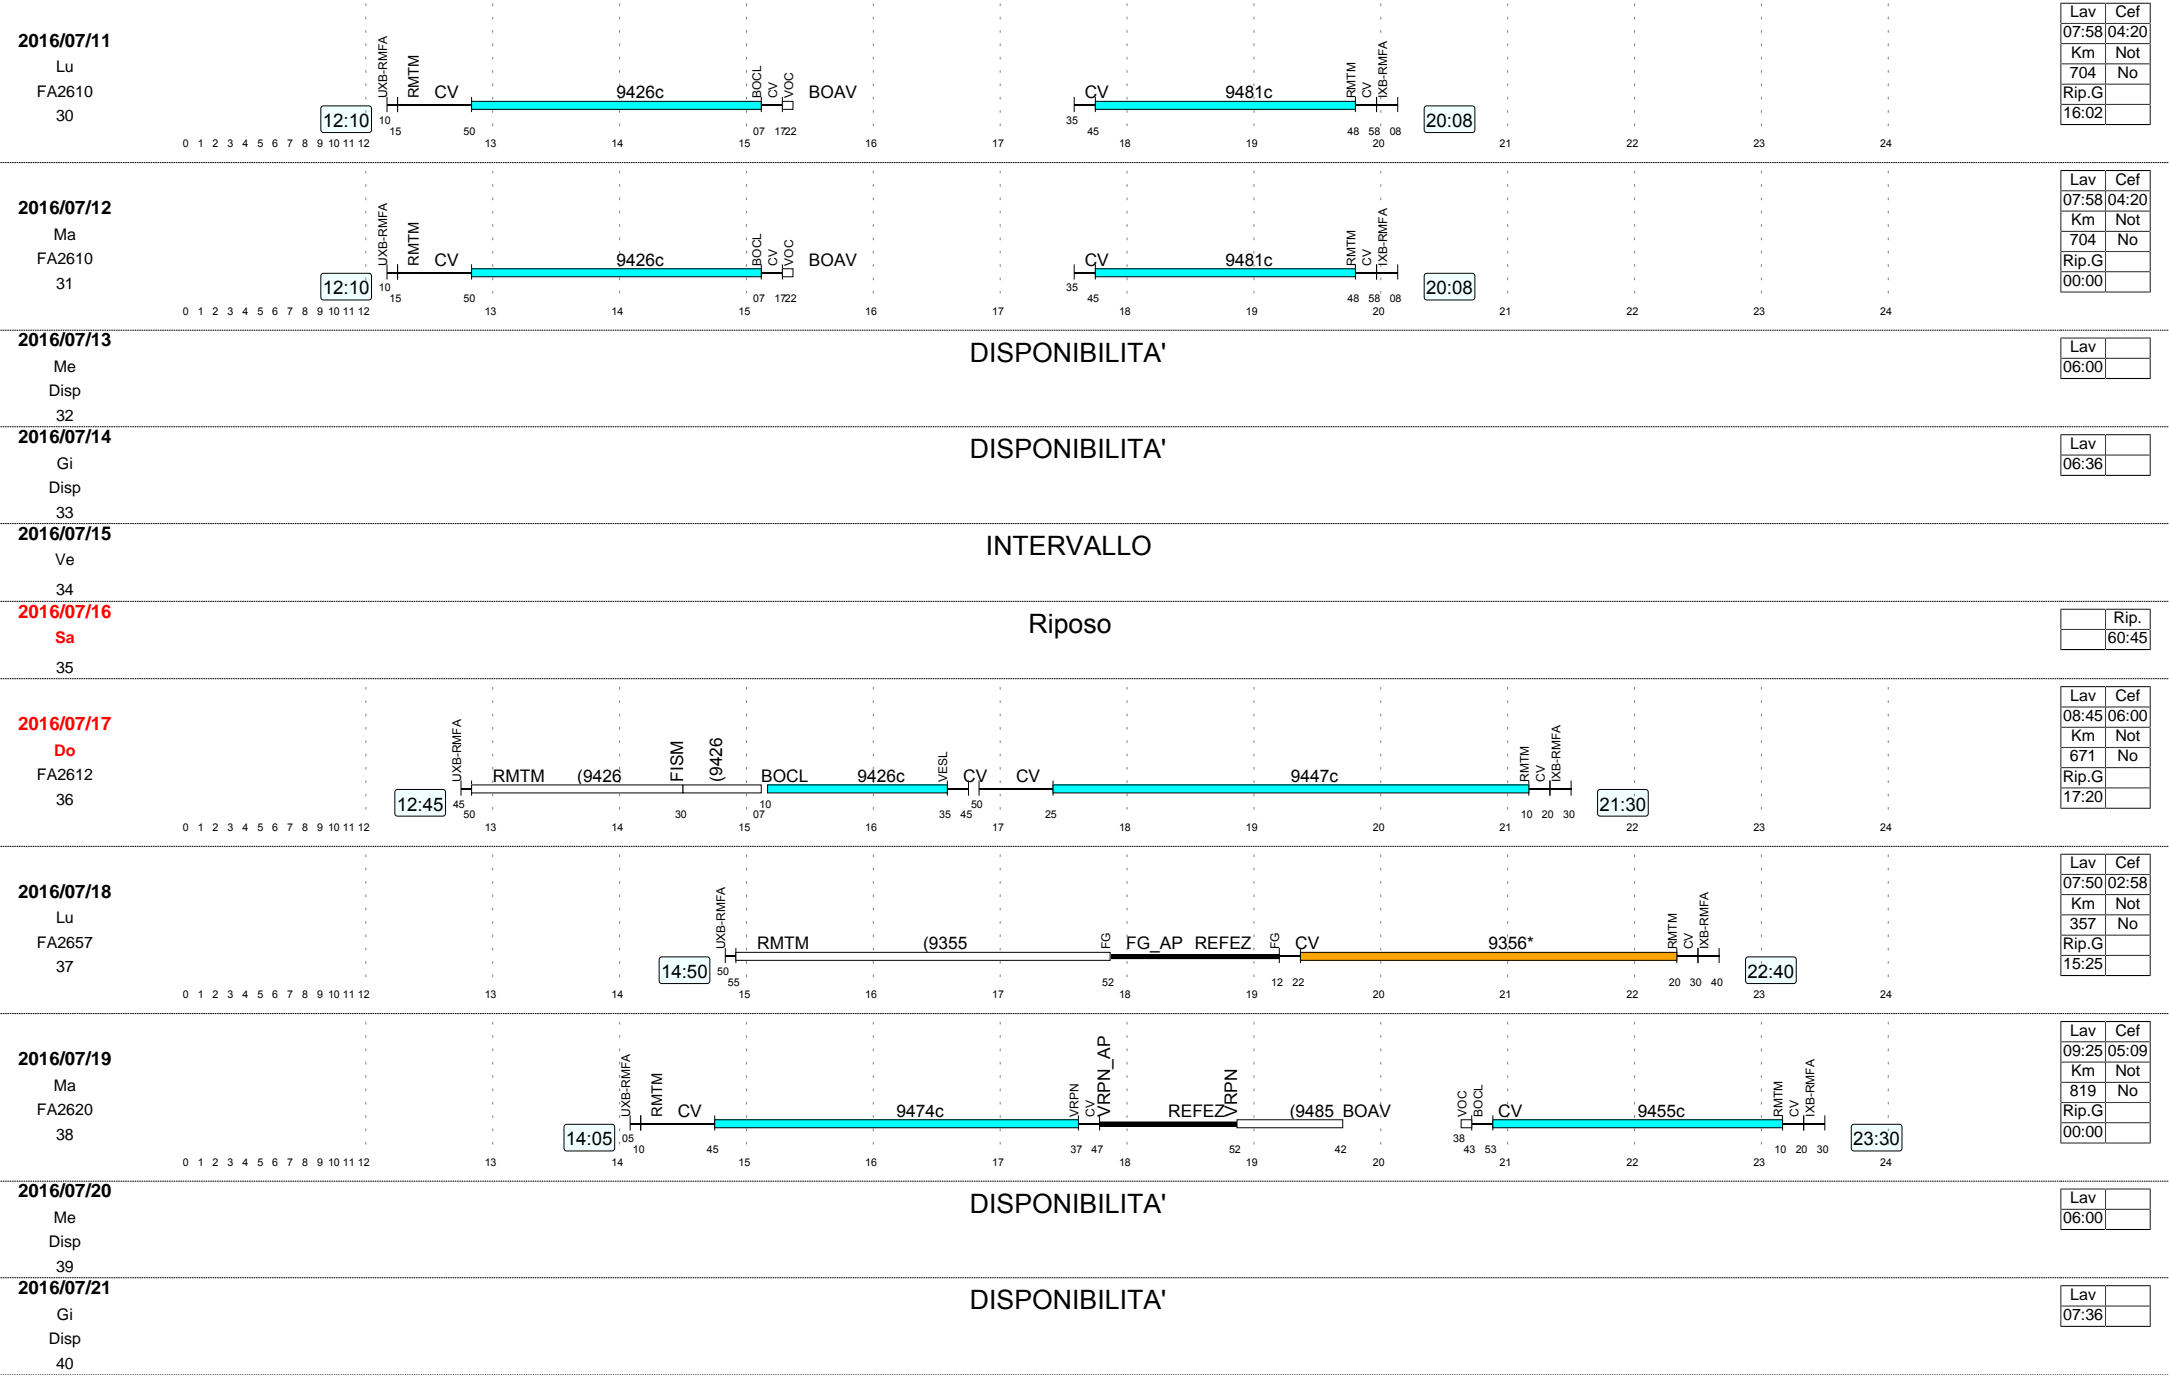 2016/07/11
Lu
FA2610
30
12:10
UXB-RMFA RMTM CV 9426c BOCL CV VOC BOAV CV 9481c RMTM CV IXB-RMFA
10 15 50 07 17 22 35 45 48 58 08
20:08
0 1 2 3 4 5 6 7 8 9 10 11 12 13 14 15 16 17 18 19 20 21 22 23 24
Lav Cef
07:58 04:20
Km Not
704 No
Rip.G
16:02
2016/07/12
Ma
FA2610
31
12:10
UXB-RMFA RMTM CV 9426c BOCL CV VOC BOAV CV 9481c RMTM CV IXB-RMFA
10 15 50 07 17 22 35 45 48 58 08
20:08
0 1 2 3 4 5 6 7 8 9 10 11 12 13 14 15 16 17 18 19 20 21 22 23 24
Lav Cef
07:58 04:20
Km Not
704 No
Rip.G
00:00
2016/07/13
Me
Disp
32
DISPONIBILITA'
Lav
06:00
2016/07/14
Gi
Disp
33
DISPONIBILITA'
Lav
06:36
2016/07/15
Ve
34
INTERVALLO
2016/07/16
Sa
35
Riposo
Rip.
60:45
2016/07/17
Do
FA2612
36
12:45
UXB-RMFA RMTM (9426 FISM (9426 BOCL 9426c VESL CV CV 9447c RMTM CV IXB-RMFA
45 50 30 07 10 35 45 50 25 10 20 30
21:30
0 1 2 3 4 5 6 7 8 9 10 11 12 13 14 15 16 17 18 19 20 21 22 23 24
Lav Cef
08:45 06:00
Km Not
671 No
Rip.G
17:20
2016/07/18
Lu
FA2657
37
14:50
UXB-RMFA RMTM (9355 FG FG_AP REFEZ FG CV 9356* RMTM CV IXB-RMFA
50 55 52 12 22 20 30 40
22:40
0 1 2 3 4 5 6 7 8 9 10 11 12 13 14 15 16 17 18 19 20 21 22 23 24
Lav Cef
07:50 02:58
Km Not
357 No
Rip.G
15:25
2016/07/19
Ma
FA2620
38
14:05
UXB-RMFA RMTM CV 9474c VRPN CV VRPN_AP REFEZ VRPN (9485 BOAV VOC BOCL CV 9455c RMTM CV IXB-RMFA
05 10 45 37 47 52 42 38 43 53 10 20 30
23:30
0 1 2 3 4 5 6 7 8 9 10 11 12 13 14 15 16 17 18 19 20 21 22 23 24
Lav Cef
09:25 05:09
Km Not
819 No
Rip.G
00:00
2016/07/20
Me
Disp
39
DISPONIBILITA'
Lav
06:00
2016/07/21
Gi
Disp
40
DISPONIBILITA'
Lav
07:36